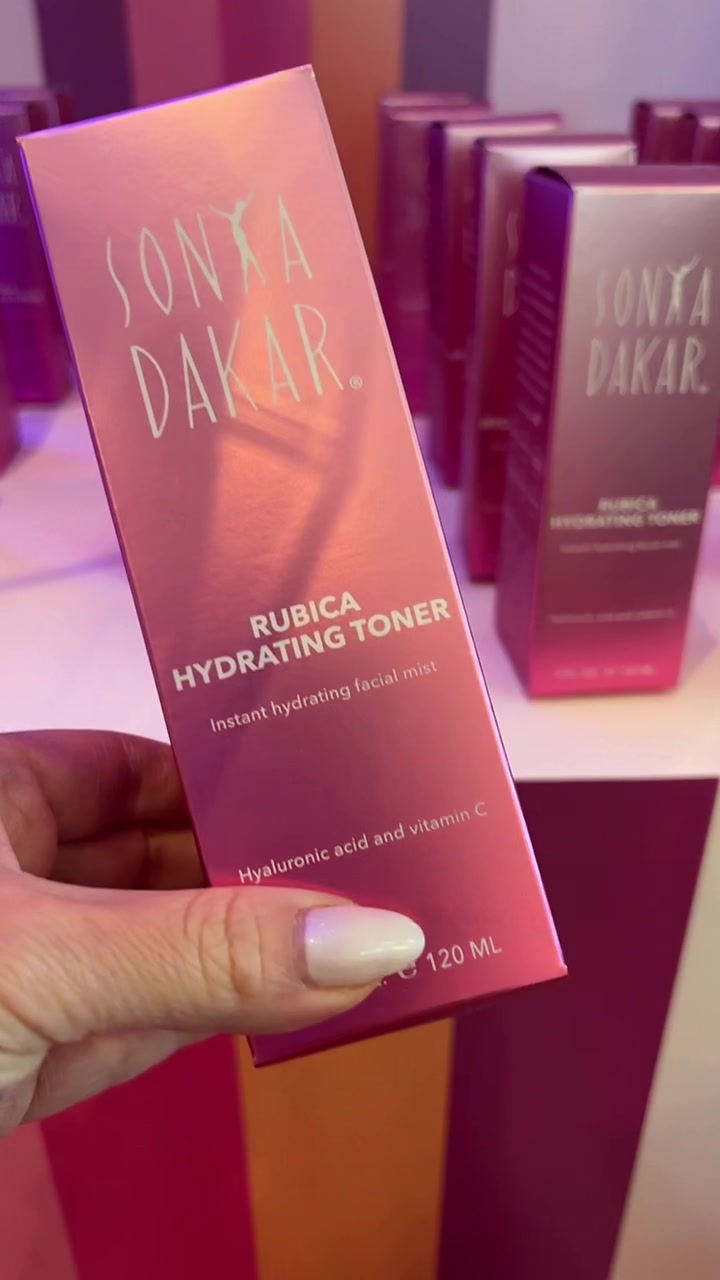 SONYA
DAKAR®
RUBICA
HYDRATING TONER
Instant hydrating facial mist
Hyaluronic acid and vitamin C
℮ 120 ML
SONYA
DAKAR
RUBICA
HYDRATING TONER